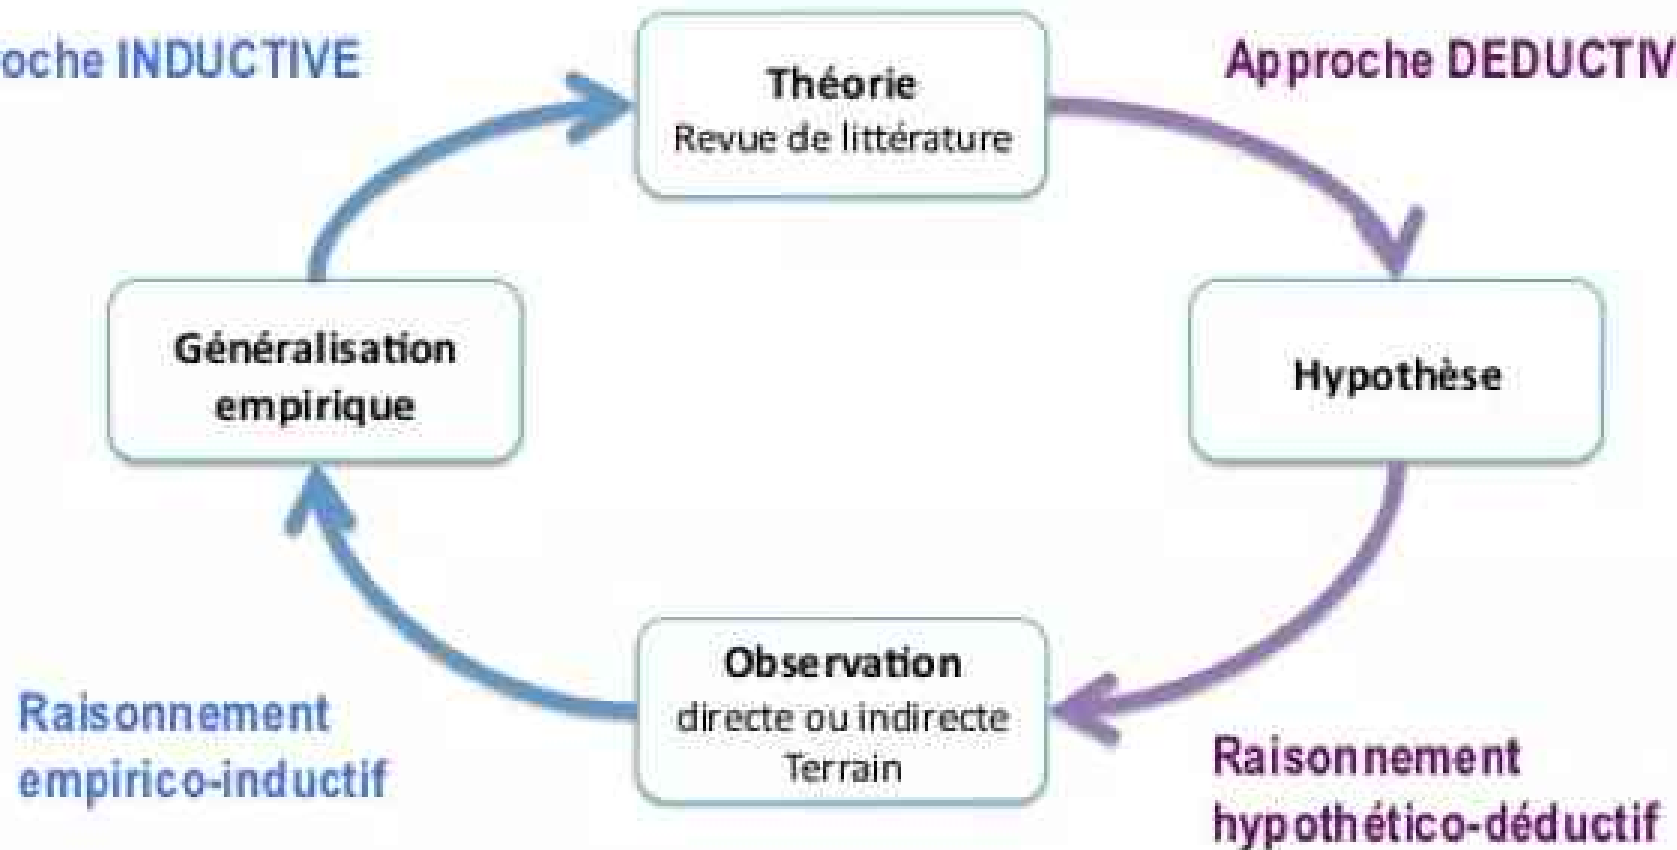 oche INDUCTIVE
Approche DEDUCTIV
Théorie
Revue de littérature
Généralisation
empirique
Hypothèse
Observation
directe ou indirecte
Terrain
Raisonnement
empirico-inductif
Raisonnement
hypothético-déductif